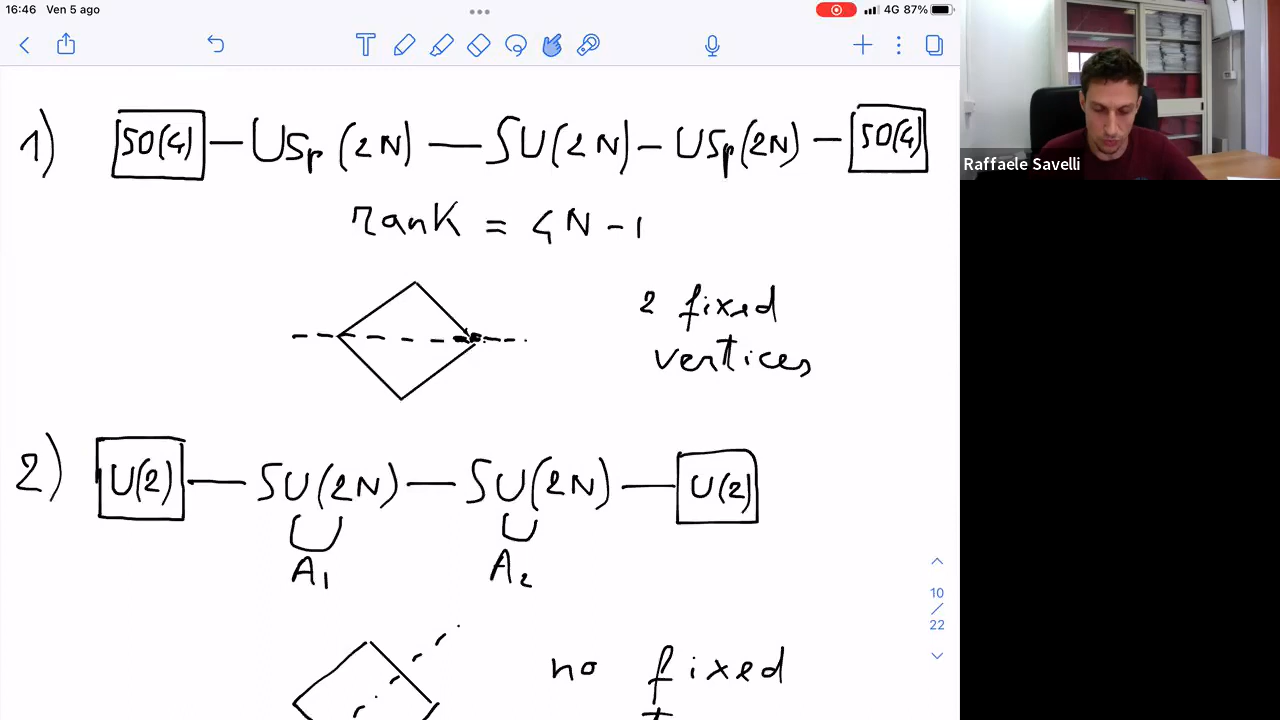 16:46 Ven 5 ago
4G 87%
1) SO(4) — USp(2N) — SU(2N) — USp(2N) — SO(4)
Raffaele Savelli
rank = 4N - 1
2 fixed
vertices
2) U(2) — SU(2N) — SU(2N) — U(2)
A₁ A₂
10
/
22
no fixed